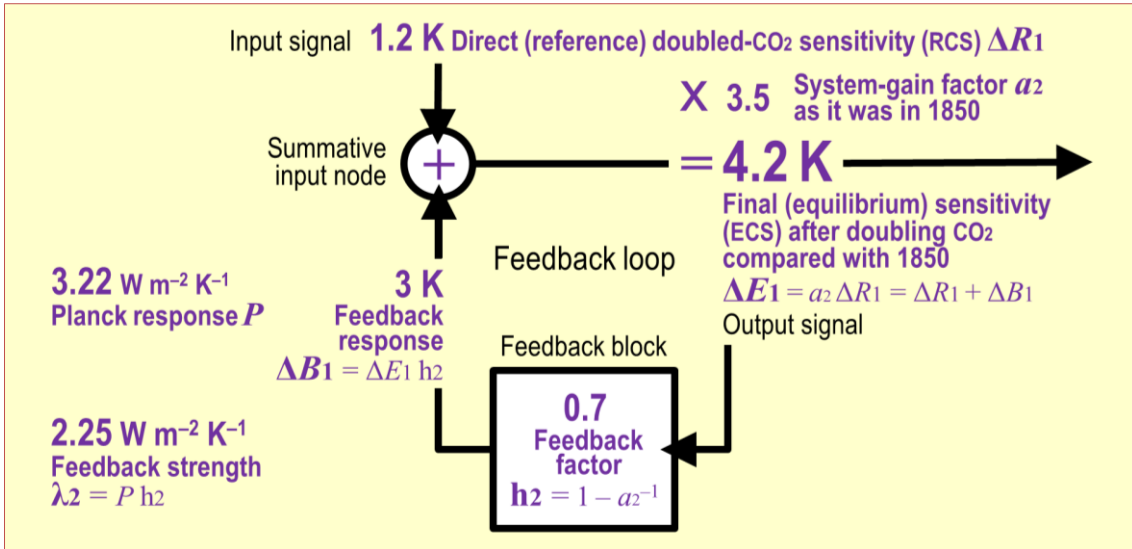 Input signal 1.2 K Direct (reference) doubled-CO₂ sensitivity (RCS) ΔR1
X 3.5 System-gain factor a2
as it was in 1850
Summative
input node
+
= 4.2 K
Final (equilibrium) sensitivity
(ECS) after doubling CO₂
compared with 1850
ΔE1 = a2 ΔR1 = ΔR1 + ΔB1
Output signal
Feedback loop
3.22 W m⁻² K⁻¹
Planck response P
3 K
Feedback
response
ΔB1 = ΔE1 h2
Feedback block
0.7
Feedback
factor
h2 = 1 – a2⁻¹
2.25 W m⁻² K⁻¹
Feedback strength
λ2 = P h2